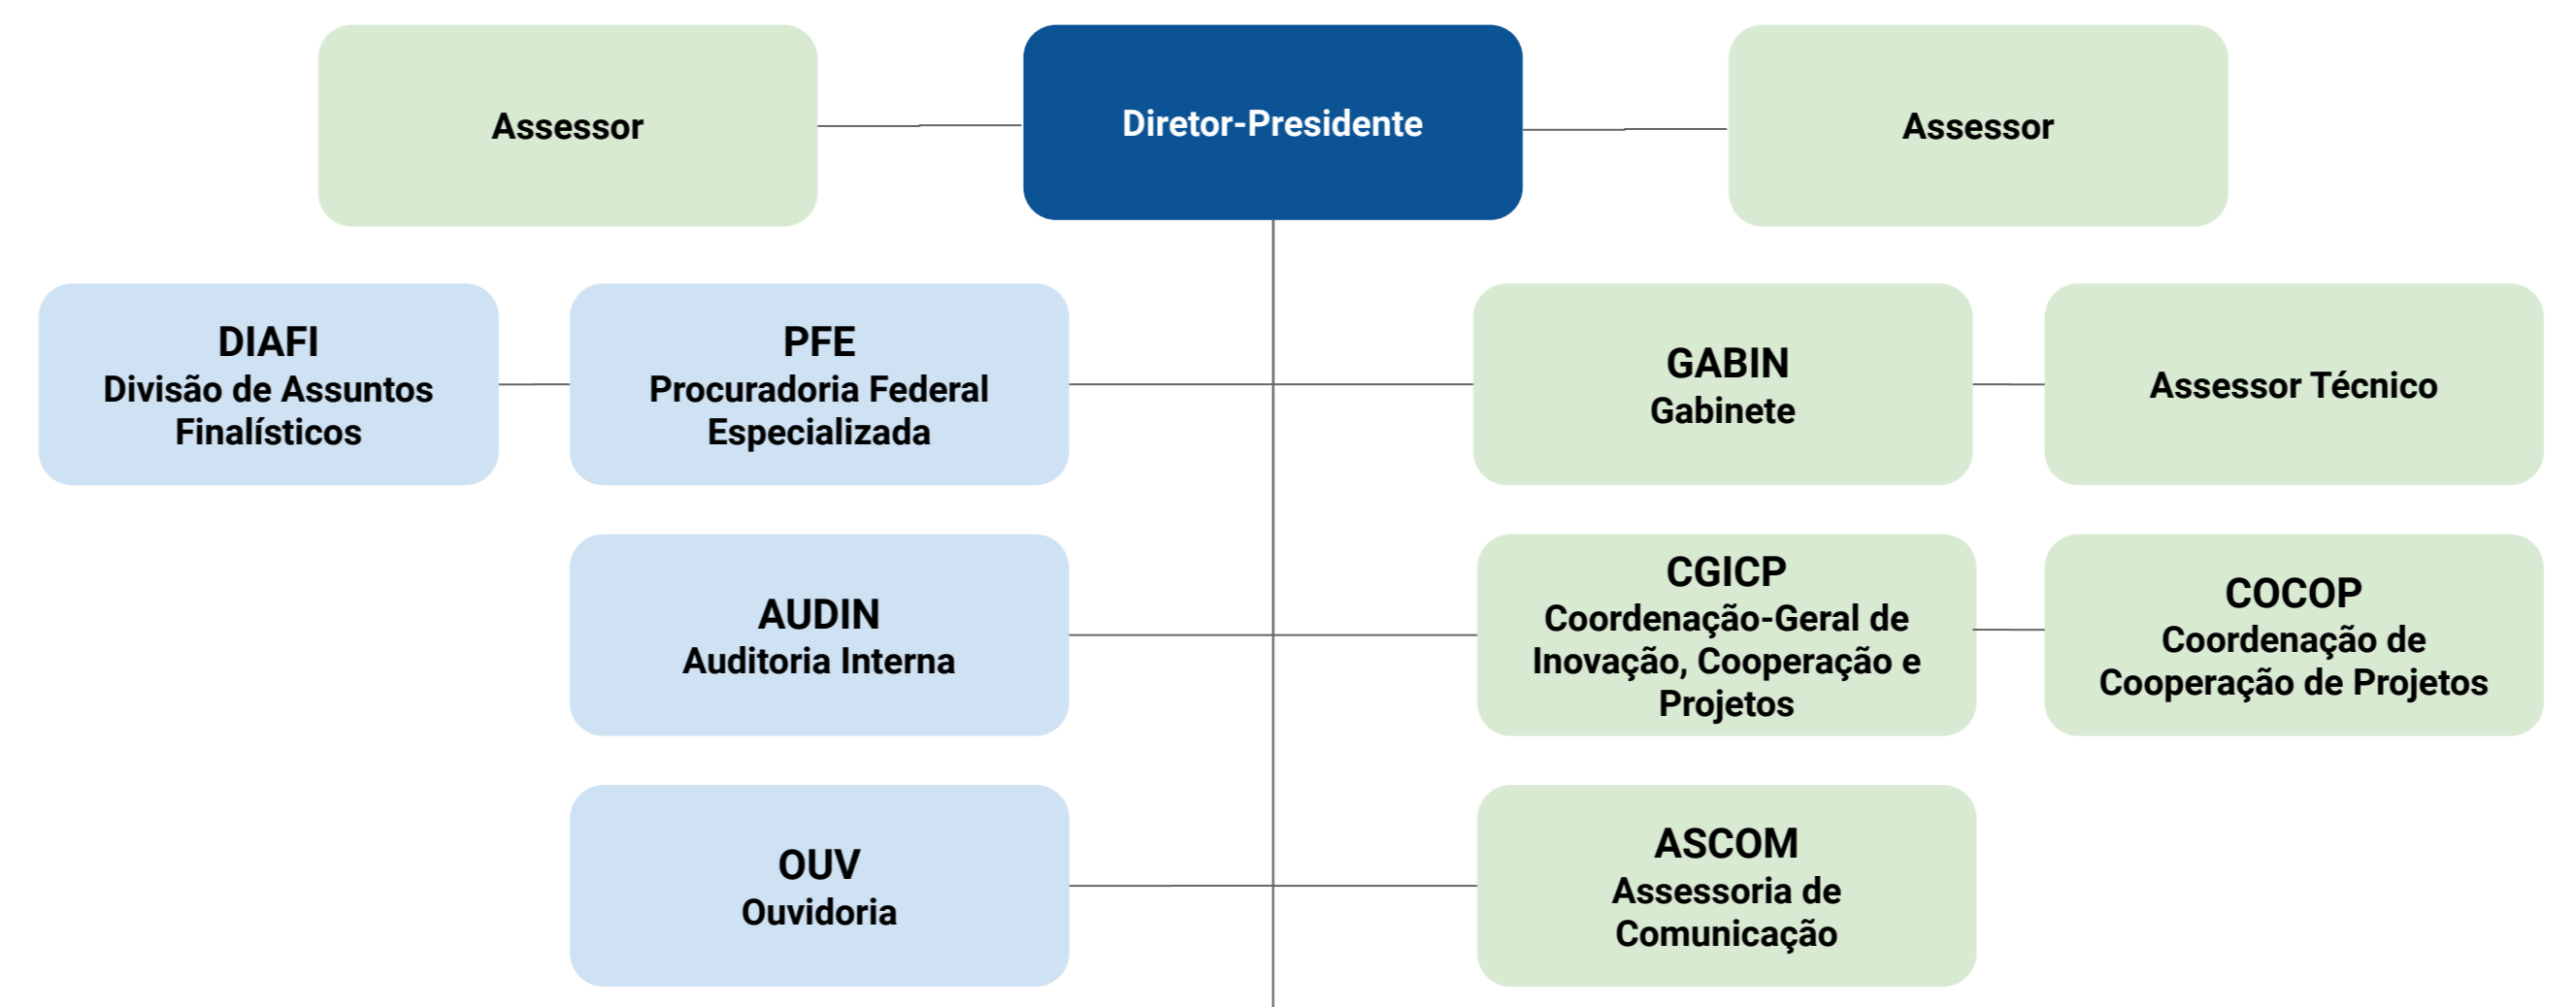 Assessor
Diretor-Presidente
Assessor
DIAFI
Divisão de Assuntos
Finalísticos
PFE
Procuradoria Federal
Especializada
GABIN
Gabinete
Assessor Técnico
AUDIN
Auditoria Interna
CGICP
Coordenação-Geral de
Inovação, Cooperação e
Projetos
COCOP
Coordenação de
Cooperação de Projetos
OUV
Ouvidoria
ASCOM
Assessoria de
Comunicação